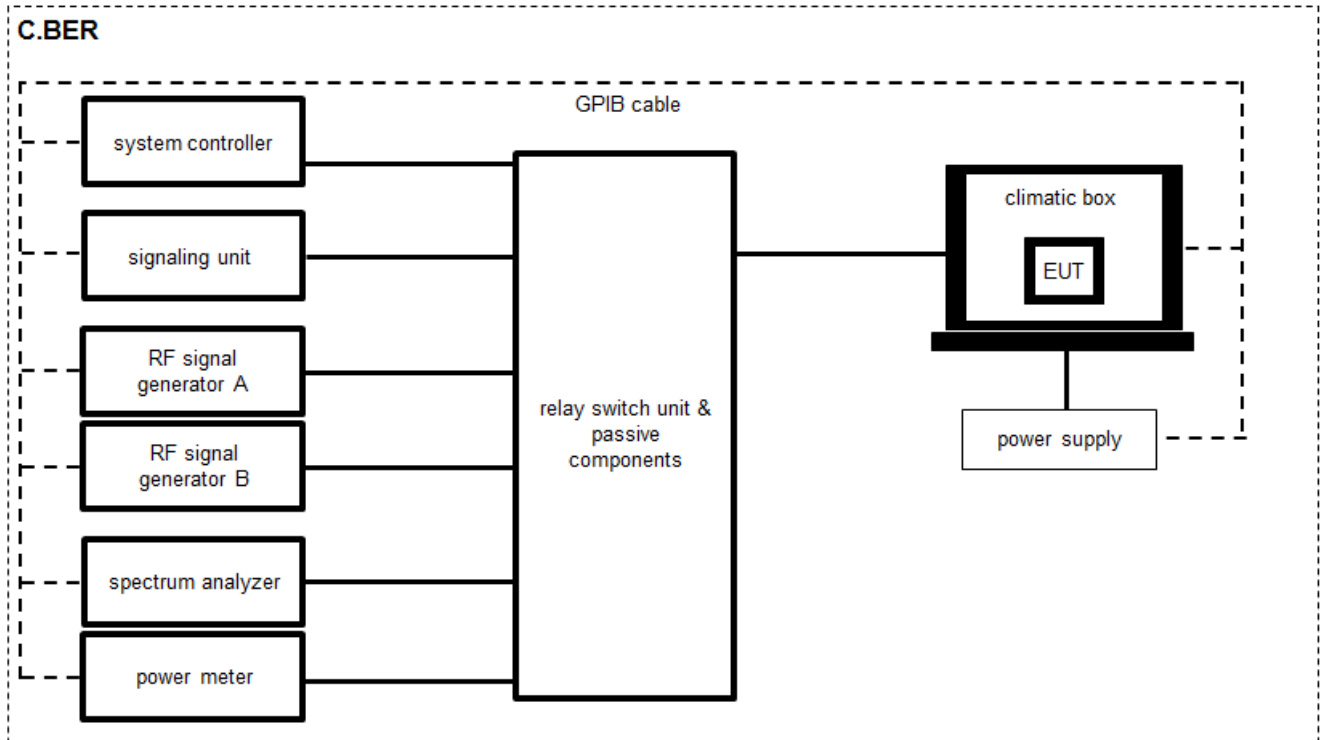 C.BER
GPIB cable
system controller
signaling unit
RF signal
generator A
RF signal
generator B
spectrum analyzer
power meter
relay switch unit &
passive
components
climatic box
EUT
power supply